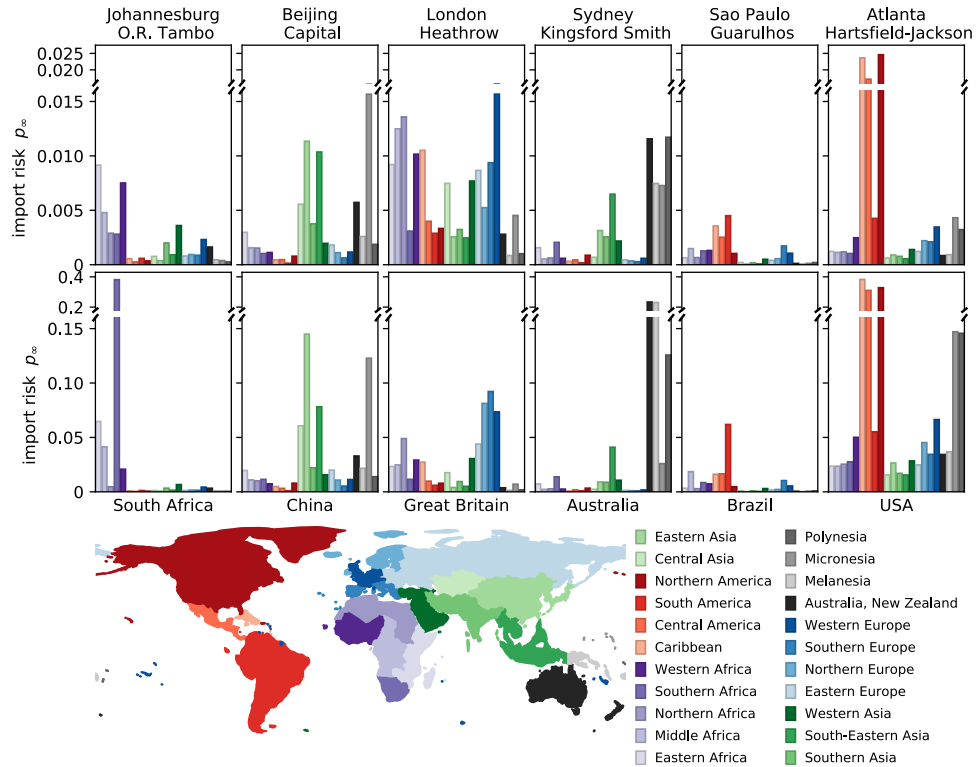 Johannesburg
O.R. Tambo
Beijing
Capital
London
Heathrow
Sydney
Kingsford Smith
Sao Paulo
Guarulhos
Atlanta
Hartsfield-Jackson
0.025
0.020
0.015
0.010
0.005
0
import risk p∞
0.4
0.2
0.15
0.10
0.05
0
import risk p∞
South Africa
China
Great Britain
Australia
Brazil
USA
Eastern Asia
Central Asia
Northern America
South America
Central America
Caribbean
Western Africa
Southern Africa
Northern Africa
Middle Africa
Eastern Africa
Polynesia
Micronesia
Melanesia
Australia, New Zealand
Western Europe
Southern Europe
Northern Europe
Eastern Europe
Western Asia
South-Eastern Asia
Southern Asia